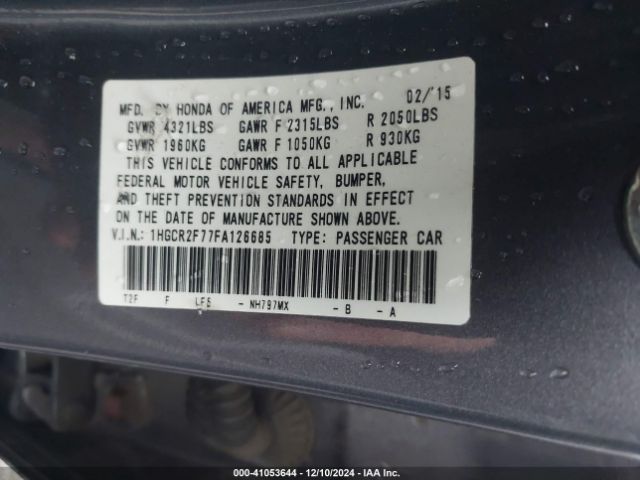 MFD. BY HONDA OF AMERICA MFG., INC. 02/'15
GVWR 4321LBS GAWR F 2315LBS R 2050LBS
GVWR 1960KG GAWR F 1050KG R 930KG
THIS VEHICLE CONFORMS TO ALL APPLICABLE
FEDERAL MOTOR VEHICLE SAFETY, BUMPER,
AND THEFT PREVENTION STANDARDS IN EFFECT
ON THE DATE OF MANUFACTURE SHOWN ABOVE.
V.I.N.: 1HGCR2F77FA126685 TYPE: PASSENGER CAR
T2F F LFS - NH797MX - B - A
000-41053644 - 12/10/2024 - IAA Inc.